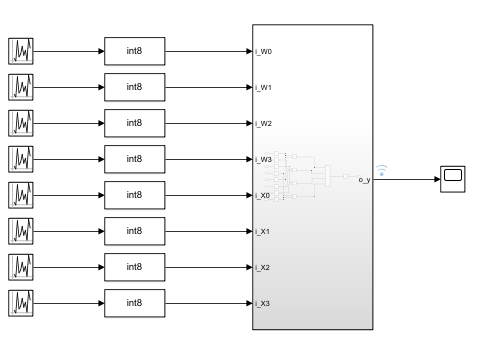 int8 i_W0
int8 i_W1
int8 i_W2
int8 i_W3
o_y
int8 i_X0
int8 i_X1
int8 i_X2
int8 i_X3